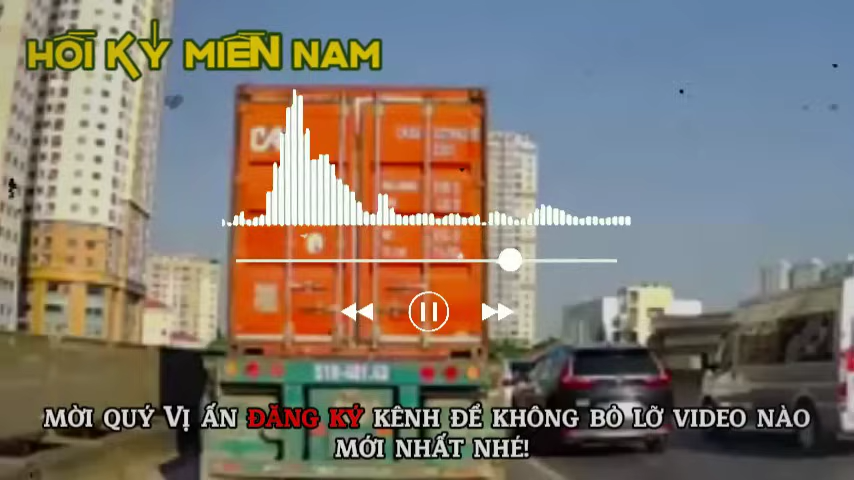 HỒI KÝ MIỀN NAM
MỜI QUÝ VỊ ẤN ĐĂNG KÝ KÊNH ĐỂ KHÔNG BỎ LỠ VIDEO NÀO
MỚI NHẤT NHÉ!